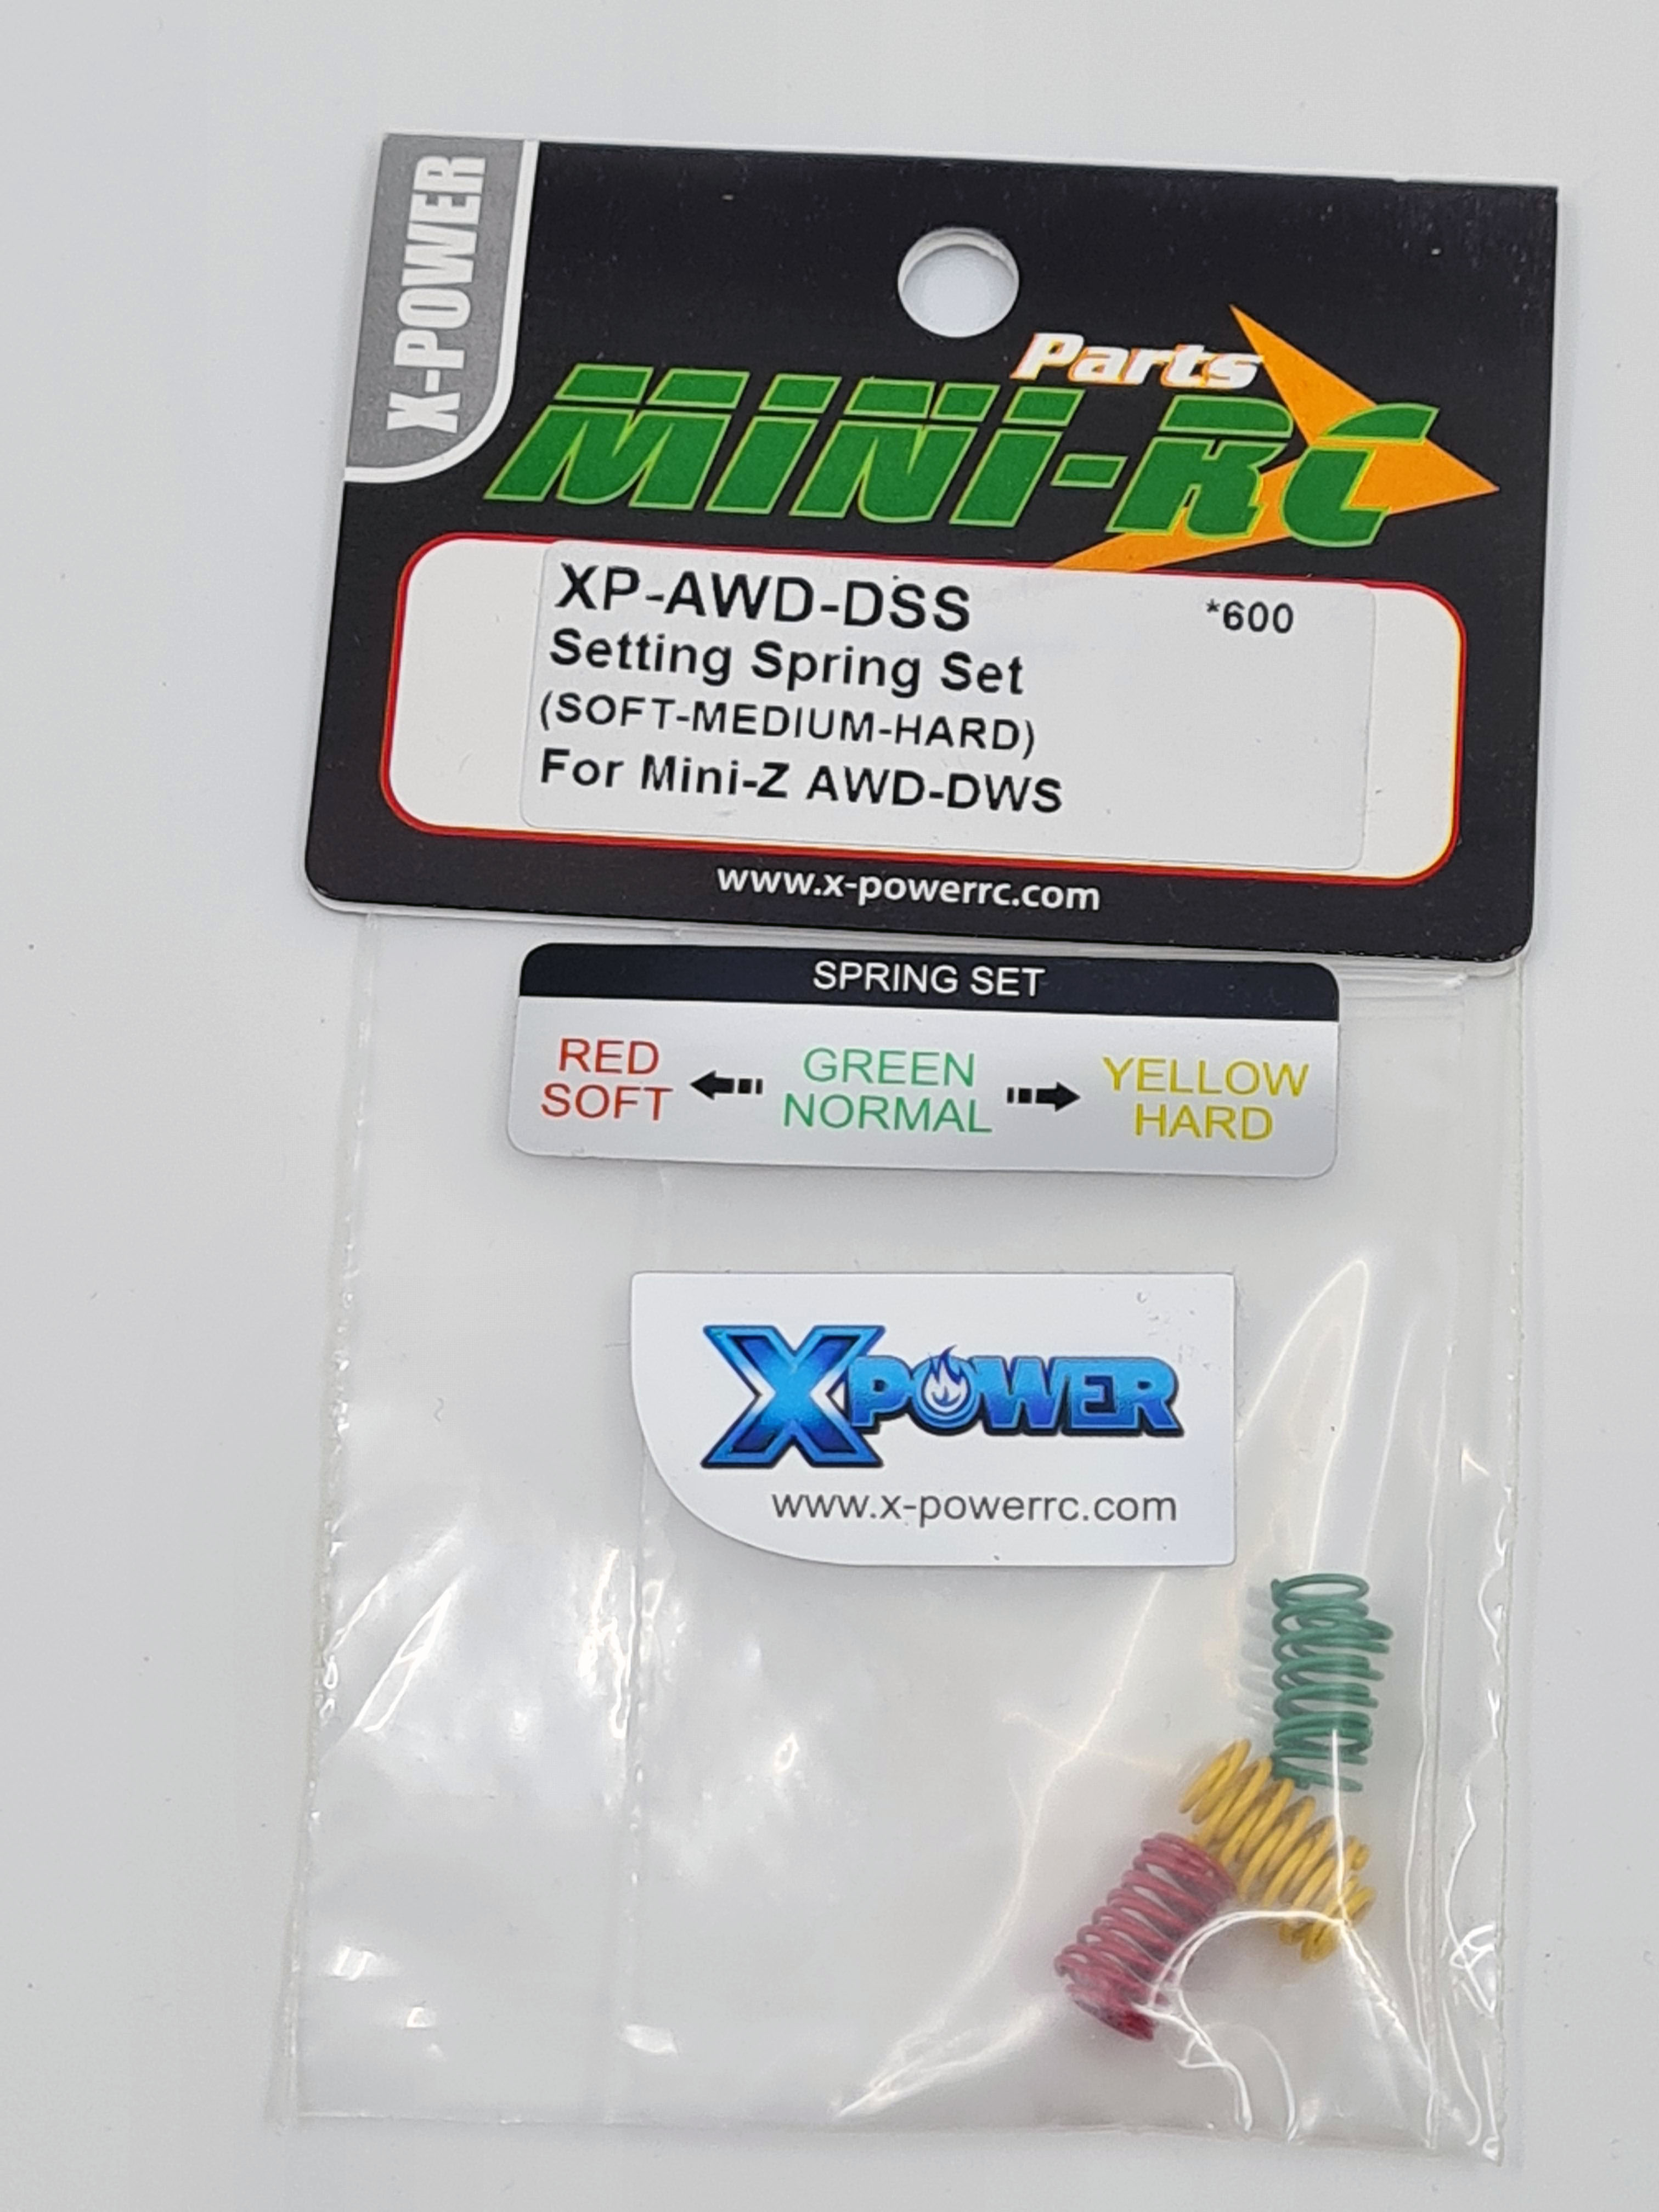 X-POWER
Parts
MINI-RC
XP-AWD-DSS *600
Setting Spring Set
(SOFT-MEDIUM-HARD)
For Mini-Z AWD-DWS
www.x-powerrc.com
SPRING SET
RED GREEN YELLOW
SOFT NORMAL HARD
XPOWER
www.x-powerrc.com